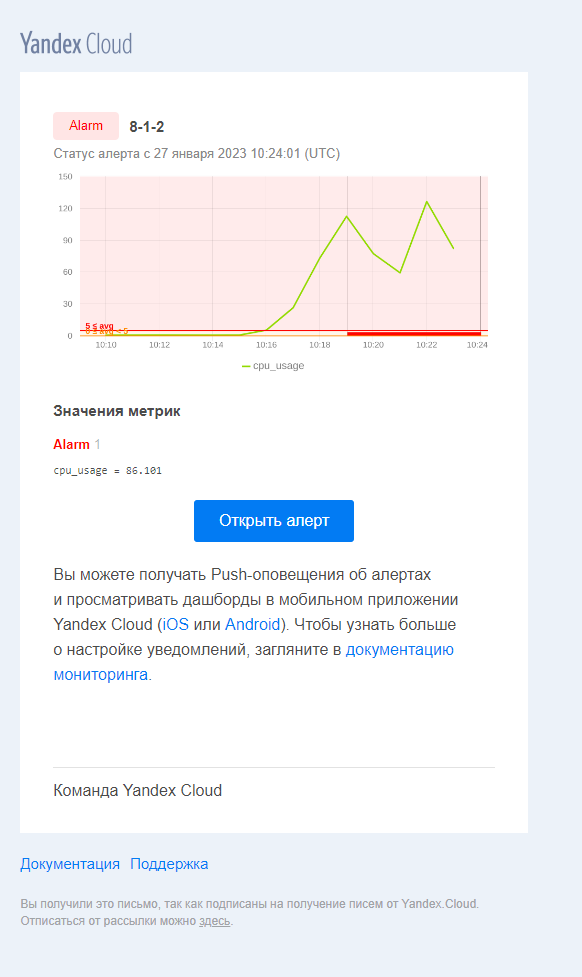 Yandex Cloud
Alarm 8-1-2
Статус алерта с 27 января 2023 10:24:01 (UTC)
150
120
90
60
30
5 ≤ avg
0
10:10 10:12 10:14 10:16 10:18 10:20 10:22 10:24
cpu_usage
Значения метрик
Alarm 1
cpu_usage = 86.101
Открыть алерт
Вы можете получать Push-оповещения об алертах
и просматривать дашборды в мобильном приложении
Yandex Cloud (iOS или Android). Чтобы узнать больше
о настройке уведомлений, загляните в документацию
мониторинга.
Команда Yandex Cloud
Документация Поддержка
Вы получили это письмо, так как подписаны на получение писем от Yandex.Cloud.
Отписаться от рассылки можно здесь.